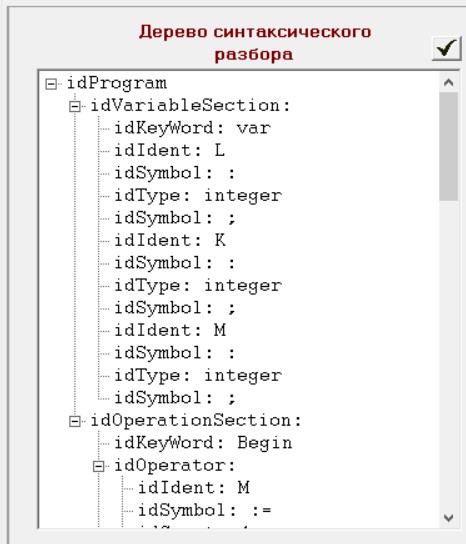 Дерево синтаксического
разбора
idProgram
idVariableSection:
idKeyWord: var
idIdent: L
idSymbol: :
idType: integer
idSymbol: ;
idIdent: K
idSymbol: :
idType: integer
idSymbol: ;
idIdent: M
idSymbol: :
idType: integer
idSymbol: ;
idOperationSection:
idKeyWord: Begin
idOperator:
idIdent: M
idSymbol: :=